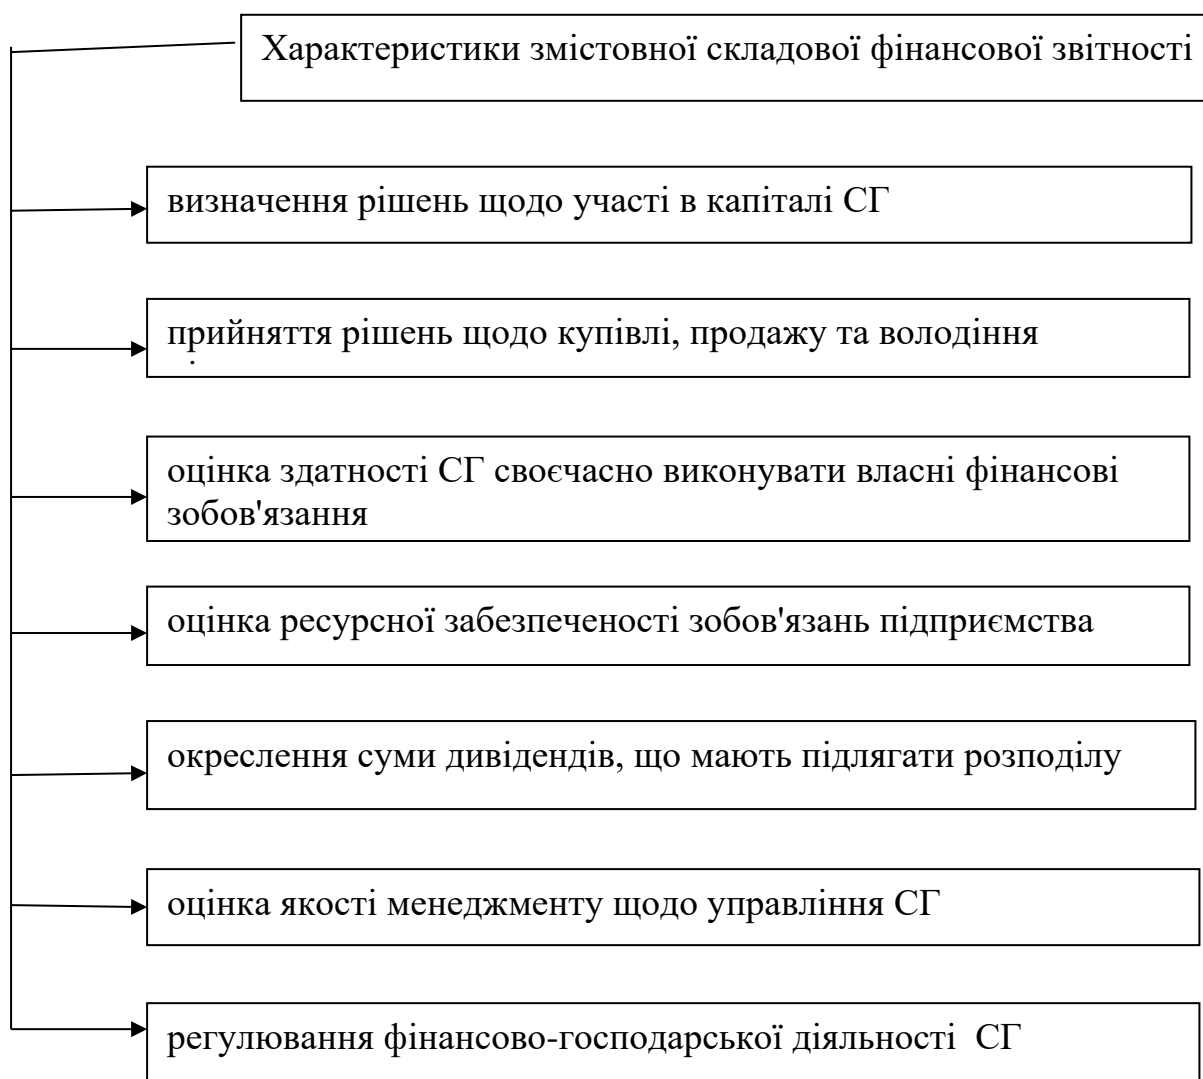 Характеристики змістовної складової фінансової звітності
визначення рішень щодо участі в капіталі СГ
прийняття рішень щодо купівлі, продажу та володіння
оцінка здатності СГ своєчасно виконувати власні фінансові
зобов'язання
оцінка ресурсної забезпеченості зобов'язань підприємства
окреслення суми дивідендів, що мають підлягати розподілу
оцінка якості менеджменту щодо управління СГ
регулювання фінансово-господарської діяльності  СГ